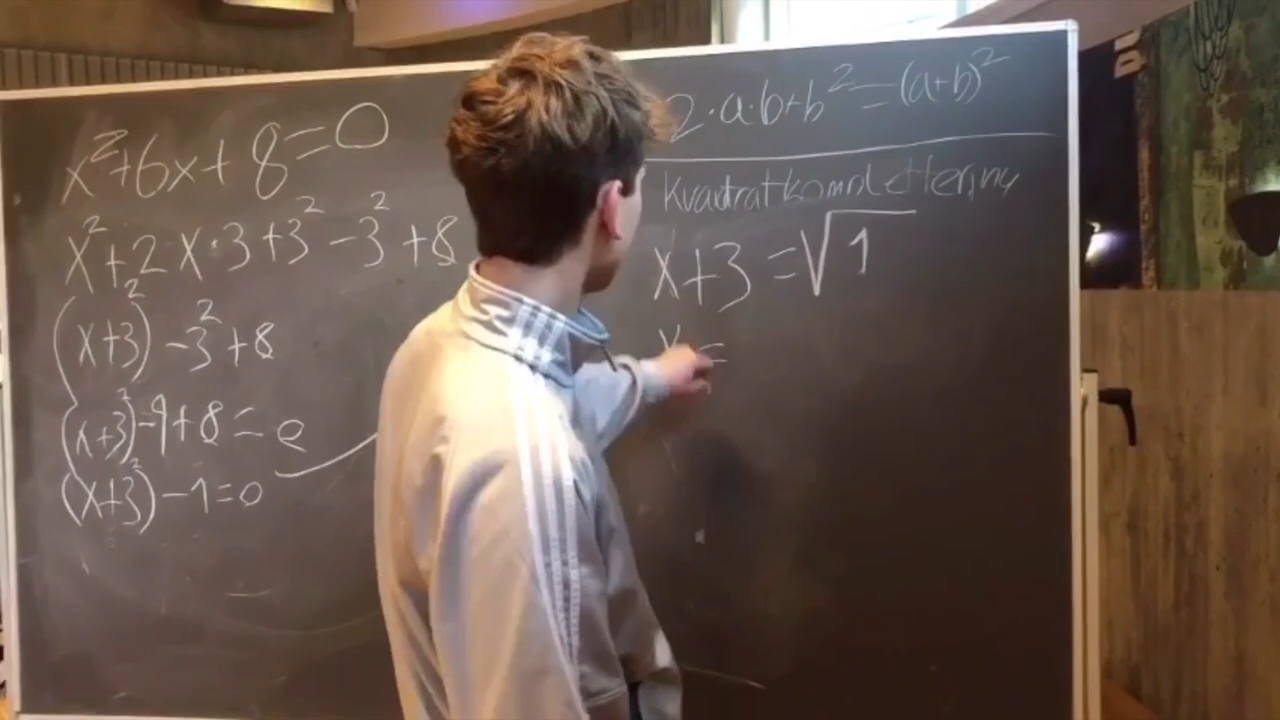 x²+6x+8=0
x²+2x·3+3²-3²+8
(x+3)²-3²+8
(x+3)²-9+8=0
(x+3)²-1=0
2·a·b+b²=(a+b)²
Kvadratkomplettering
x+3=√1
x=